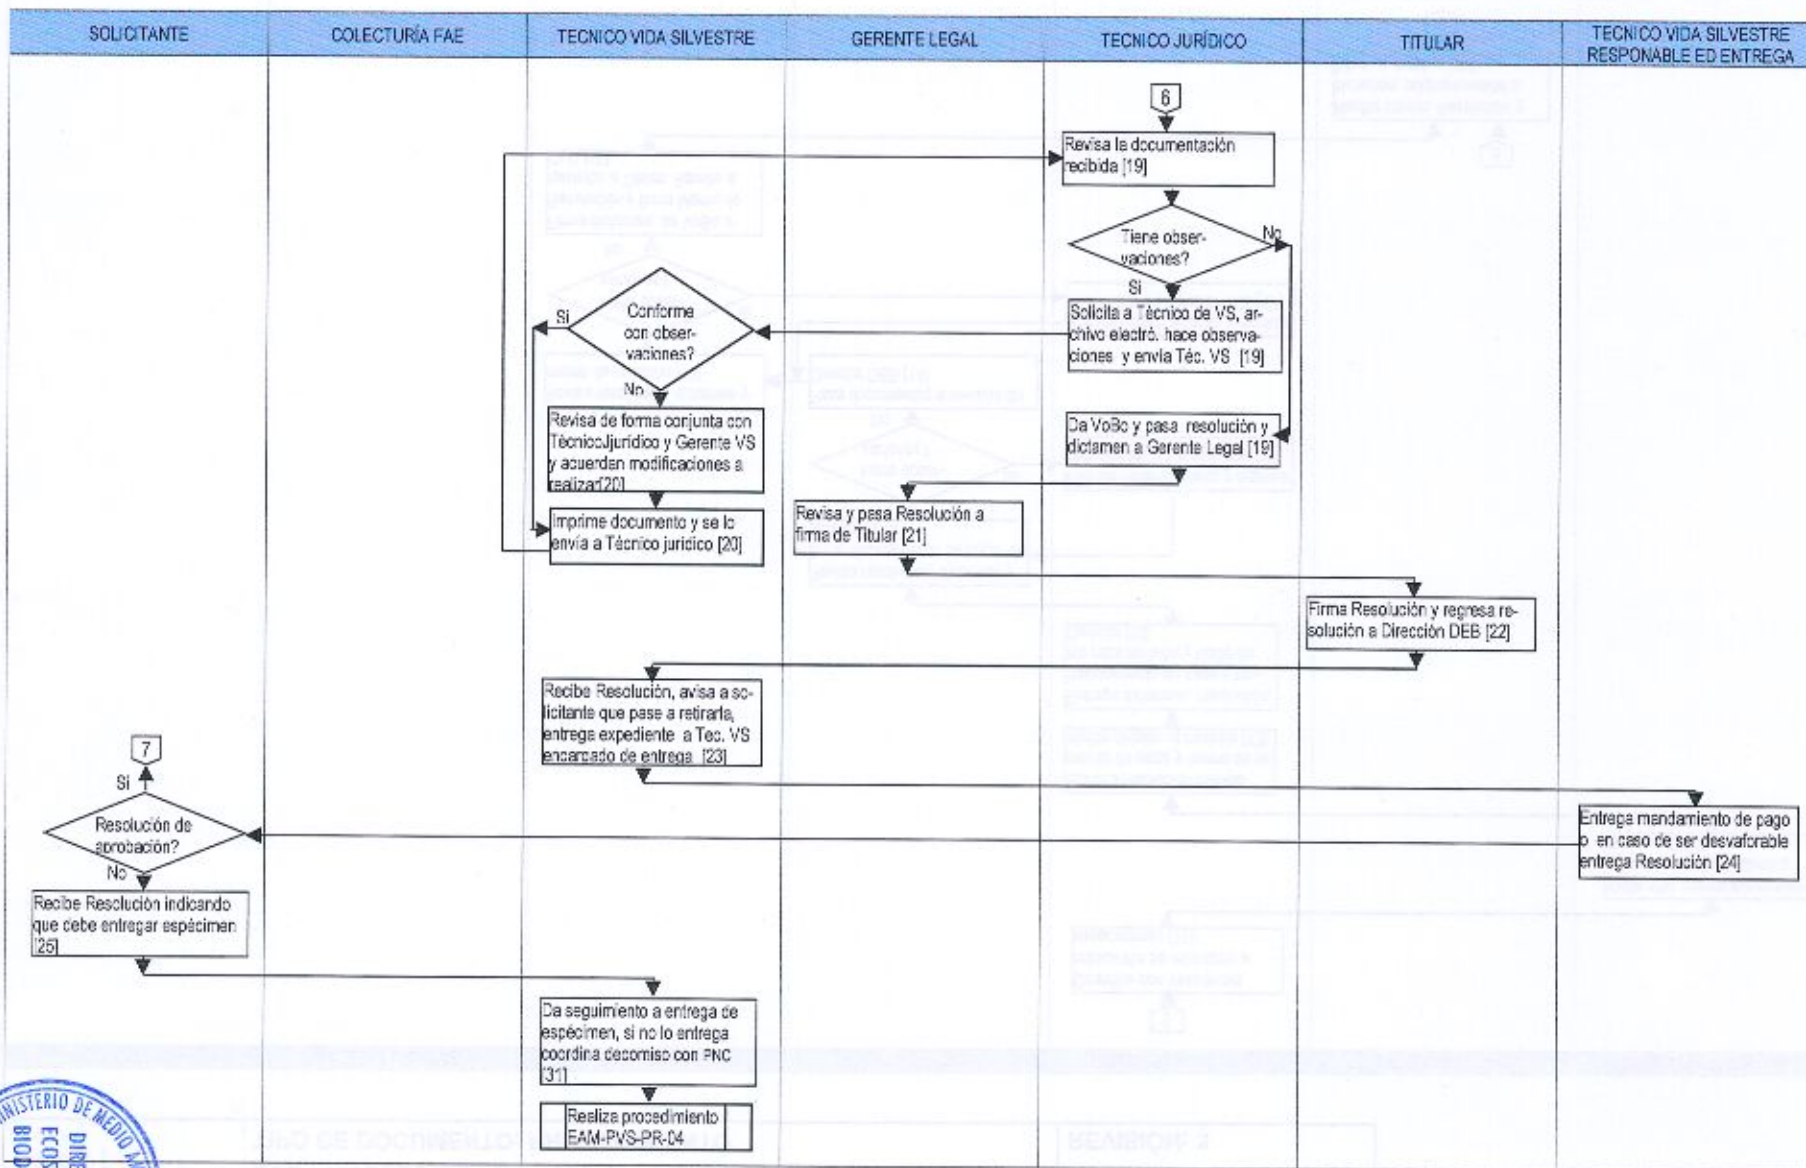 SOLICITANTE
COLECTURÍA FAE
TECNICO VIDA SILVESTRE
GERENTE LEGAL
TECNICO JURÍDICO
TITULAR
TECNICO VIDA SILVESTRE
RESPONABLE ED ENTREGA
6
Revisa la documentación
recibida [19]
Tiene obser-
vaciones?
No
Si
Solicita a Técnico de VS, ar-
chivo electró. hace observa-
ciones y envía Téc. VS [19]
Conforme
con obser-
vaciones?
Si
No
Revisa de forma conjunta con
TécnicoJjurídico y Gerente VS
y acuerdan modificaciones a
realizar[20]
Imprime documento y se lo
envía a Técnico jurídico [20]
Da VoBo y pasa resolución y
dictamen a Gerente Legal [19]
Revisa y pasa Resolución a
firma de Titular [21]
Firma Resolución y regresa re-
solución a Dirección DEB [22]
Recibe Resolución, avisa a so-
licitante que pase a retirarla,
entrega expediente a Tec. VS
encargado de entrega [23]
Entrega mandamiento de pago
o en caso de ser desvaforable
entrega Resolución [24]
7
Si
Resolución de
aprobación?
No
Recibe Resolución indicando
que debe entregar espécimen
[25]
Da seguimiento a entrega de
espécimen, si no lo entrega
coordina decomiso con PNC
[31]
Realiza procedimiento
EAM-PVS-PR-04
MINISTERIO DE MEDIO